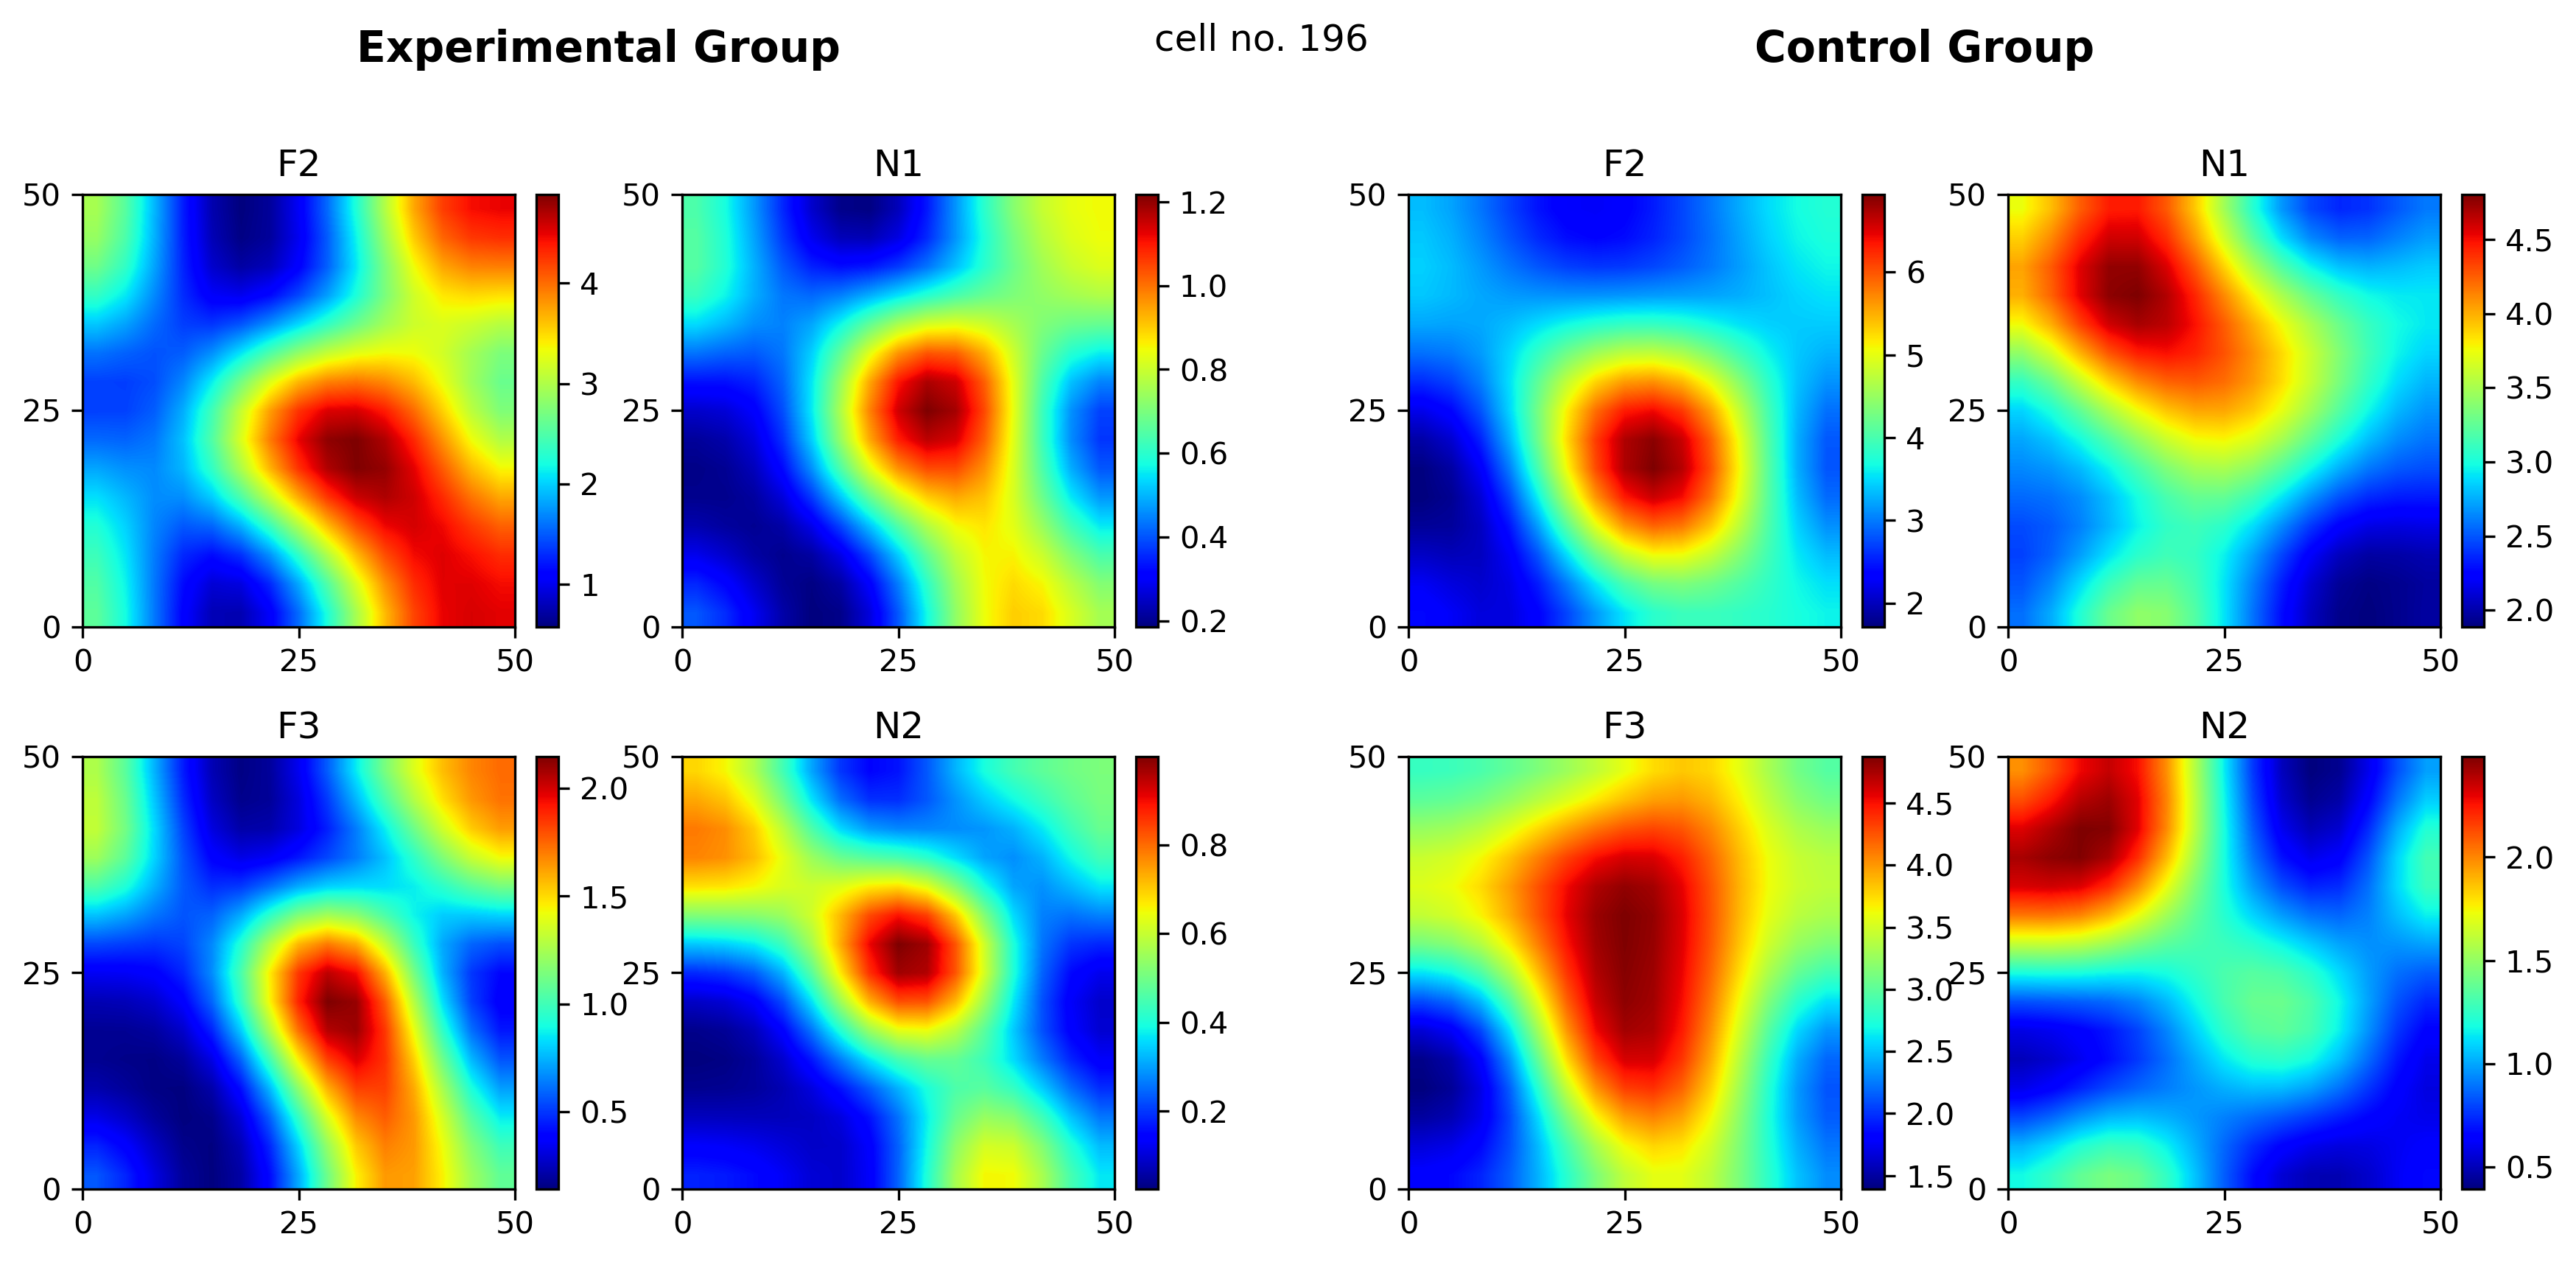 Experimental Group cell no. 196 Control Group
F2 N1 F2 N1
50 50 1.2 50 50
4.5
4 1.0 6 4.0
3 25 25 0.8 5 25 25 3.5
2 0.6 4 3.0
1 0.4 3 2.5
0 0 0.2 2 0 0 2.0
0 25 50 0 25 50 0 25 50 0 25 50
F3 N2 F3 N2
50 2.0 50 50 4.5 50
1.5 0.8 4.0 2.0
25 1.0 25 0.6 25 3.5 25 1.5
0.5 0.4 3.0 1.0
0.2 2.5
2.0
0 0 0 1.5 0 0.5
0 25 50 0 25 50 0 25 50 0 25 50